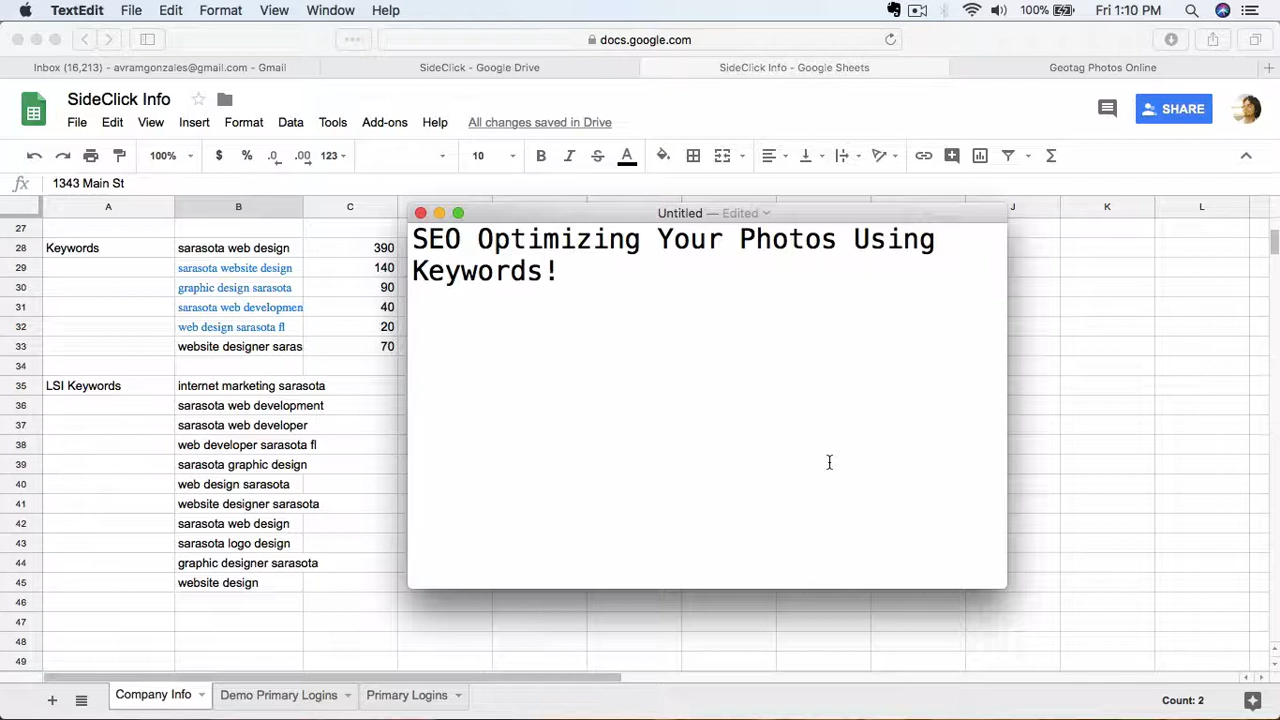 TextEdit File Edit Format View Window Help 100% Fri 1:10 PM
docs.google.com
Inbox (16,213) - avramgonzales@gmail.com - Gmail SideClick - Google Drive SideClick Info - Google Sheets Geotag Photos Online
SideClick Info
File Edit View Insert Format Data Tools Add-ons Help All changes saved in Drive SHARE
100% $ % .0 .00 123 10 B I S A
fx 1343 Main St
A B C J K L
Untitled — Edited
SEO Optimizing Your Photos Using
Keywords!
27
28 Keywords sarasota web design 390
29 sarasota website design 140
30 graphic design sarasota 90
31 sarasota web developmen 40
32 web design sarasota fl 20
33 website designer saras 70
34
35 LSI Keywords internet marketing sarasota
36 sarasota web development
37 sarasota web developer
38 web developer sarasota fl
39 sarasota graphic design
40 web design sarasota
41 website designer sarasota
42 sarasota web design
43 sarasota logo design
44 graphic designer sarasota
45 website design
46
47
48
49
Company Info Demo Primary Logins Primary Logins Count: 2